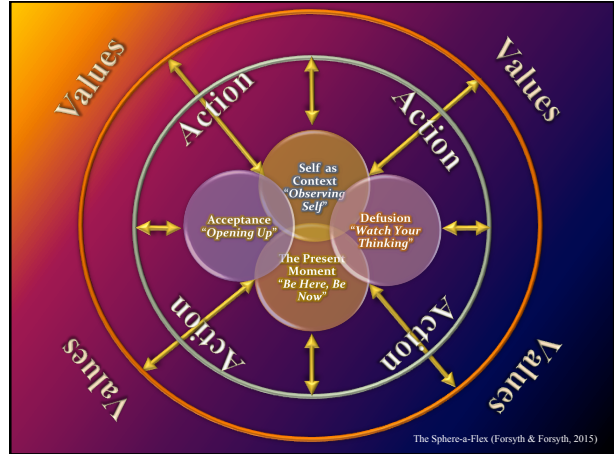 Values
Values
Action
Action
Self as
Context
"Observing
Self"
Acceptance
"Opening Up"
Defusion
"Watch Your
Thinking"
The Present
Moment
"Be Here, Be
Now"
Action
Action
Values
Values
The Sphere-a-Flex (Forsyth & Forsyth, 2015)